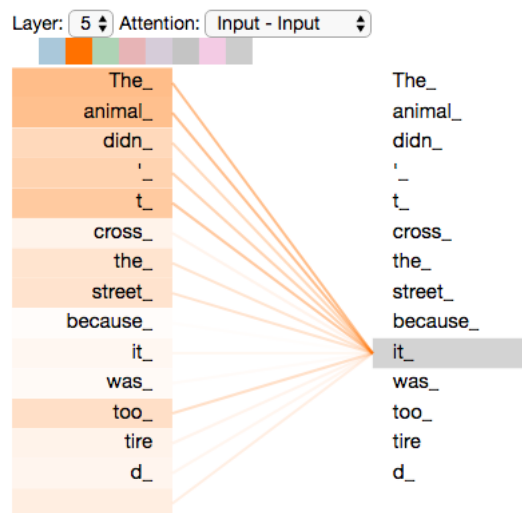 Layer: 5 Attention: Input - Input
The_ The_
animal_ animal_
didn_ didn_
'_ '_
t_ t_
cross_ cross_
the_ the_
street_ street_
because_ because_
it_ it_
was_ was_
too_ too_
tire tire
d_ d_